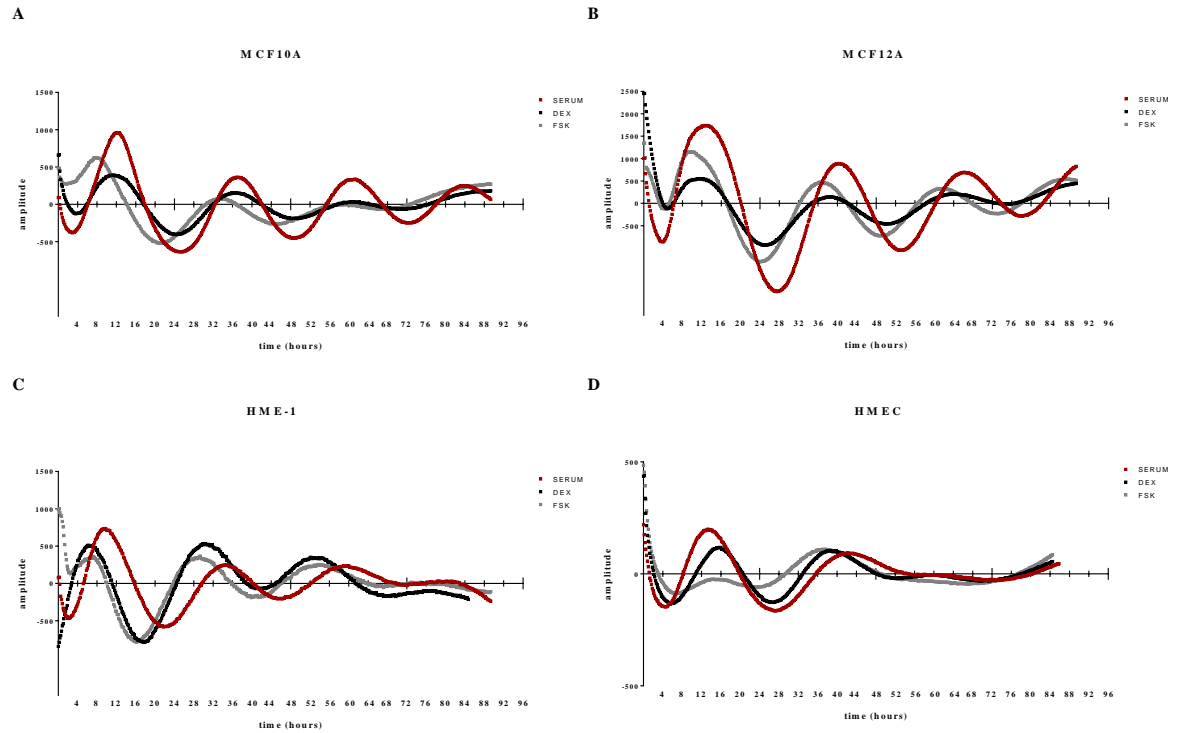 A
MCF10A
1500
1000
500
0
-500
amplitude
4 8 12 16 20 24 28 32 36 40 44 48 52 56 60 64 68 72 76 80 84 88 92 96
time (hours)
SERUM
DEX
FSK
B
MCF12A
2500
2000
1500
1000
500
0
-500
amplitude
4 8 12 16 20 24 28 32 36 40 44 48 52 56 60 64 68 72 76 80 84 88 92 96
time (hours)
SERUM
DEX
FSK
C
HME-1
1500
1000
500
0
-500
amplitude
4 8 12 16 20 24 28 32 36 40 44 48 52 56 60 64 68 72 76 80 84 88 92 96
time (hours)
SERUM
DEX
FSK
D
HMEC
500
0
-500
amplitude
4 8 12 16 20 24 28 32 36 40 44 48 52 56 60 64 68 72 76 80 84 88 92 96
time (hours)
SERUM
DEX
FSK